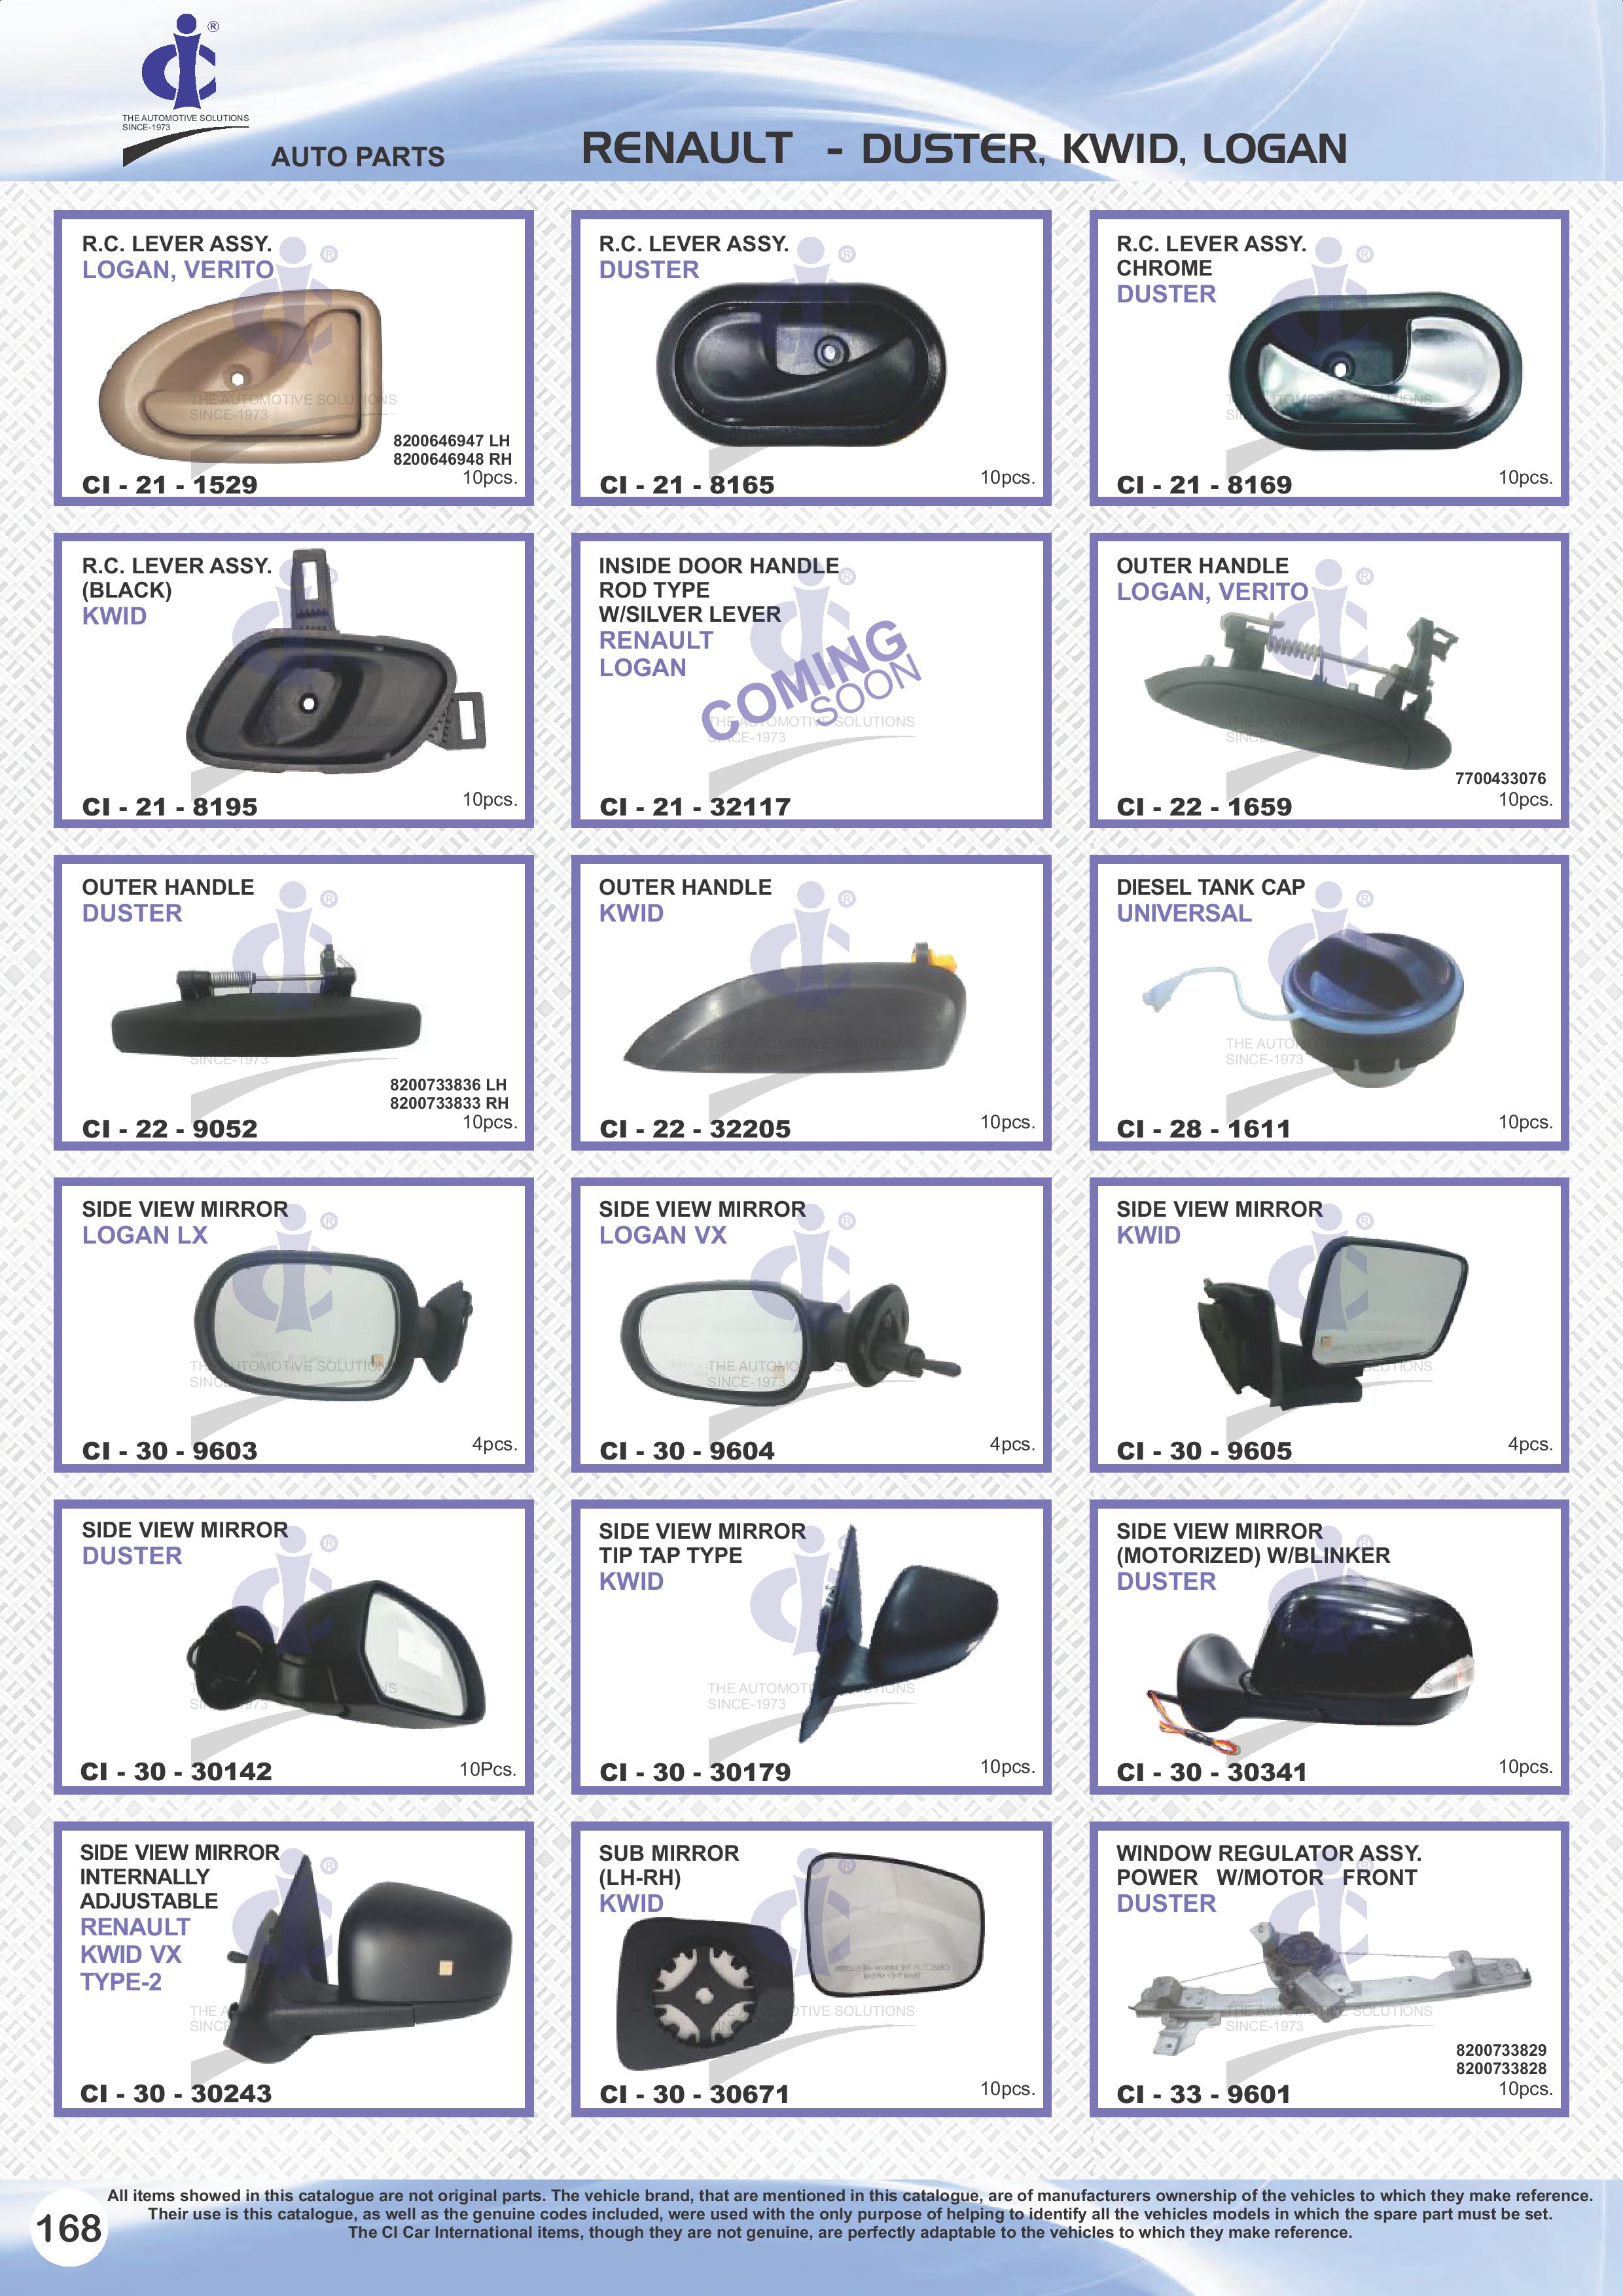 ®
THE AUTOMOTIVE SOLUTIONS
SINCE-1973
AUTO PARTS
RENAULT - DUSTER, KWID, LOGAN
R.C. LEVER ASSY.
LOGAN, VERITO
8200646947 LH
8200646948 RH
10pcs.
CI - 21 - 1529
R.C. LEVER ASSY.
DUSTER
10pcs.
CI - 21 - 8165
R.C. LEVER ASSY.
CHROME
DUSTER
10pcs.
CI - 21 - 8169
R.C. LEVER ASSY.
(BLACK)
KWID
10pcs.
CI - 21 - 8195
INSIDE DOOR HANDLE
ROD TYPE
W/SILVER LEVER
RENAULT
LOGAN
COMING
SOON
CI - 21 - 32117
OUTER HANDLE
LOGAN, VERITO
7700433076
10pcs.
CI - 22 - 1659
OUTER HANDLE
DUSTER
8200733836 LH
8200733833 RH
10pcs.
CI - 22 - 9052
OUTER HANDLE
KWID
10pcs.
CI - 22 - 32205
DIESEL TANK CAP
UNIVERSAL
10pcs.
CI - 28 - 1611
SIDE VIEW MIRROR
LOGAN LX
4pcs.
CI - 30 - 9603
SIDE VIEW MIRROR
LOGAN VX
4pcs.
CI - 30 - 9604
SIDE VIEW MIRROR
KWID
4pcs.
CI - 30 - 9605
SIDE VIEW MIRROR
DUSTER
10Pcs.
CI - 30 - 30142
SIDE VIEW MIRROR
TIP TAP TYPE
KWID
10pcs.
CI - 30 - 30179
SIDE VIEW MIRROR
(MOTORIZED) W/BLINKER
DUSTER
10pcs.
CI - 30 - 30341
SIDE VIEW MIRROR
INTERNALLY
ADJUSTABLE
RENAULT
KWID VX
TYPE-2
CI - 30 - 30243
SUB MIRROR
(LH-RH)
KWID
10pcs.
CI - 30 - 30671
WINDOW REGULATOR ASSY.
POWER W/MOTOR FRONT
DUSTER
8200733829
8200733828
10pcs.
CI - 33 - 9601
All items showed in this catalogue are not original parts. The vehicle brand, that are mentioned in this catalogue, are of manufacturers ownership of the vehicles to which they make reference.
Their use is this catalogue, as well as the genuine codes included, were used with the only purpose of helping to identify all the vehicles models in which the spare part must be set.
The CI Car International items, though they are not genuine, are perfectly adaptable to the vehicles to which they make reference.
168